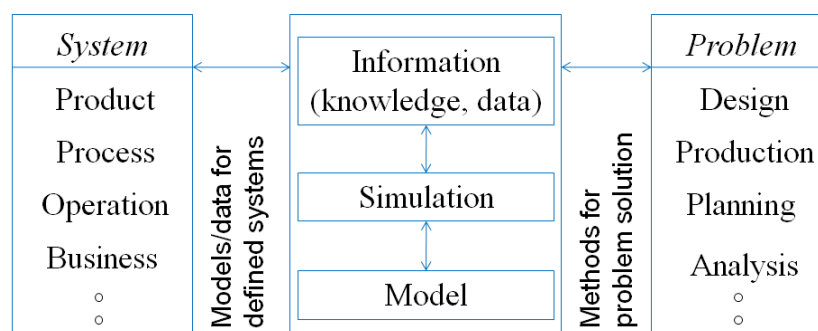 System
Product
Process
Operation
Business
Models/data for
defined systems
Information
(knowledge, data)
Simulation
Model
Methods for
problem solution
Problem
Design
Production
Planning
Analysis